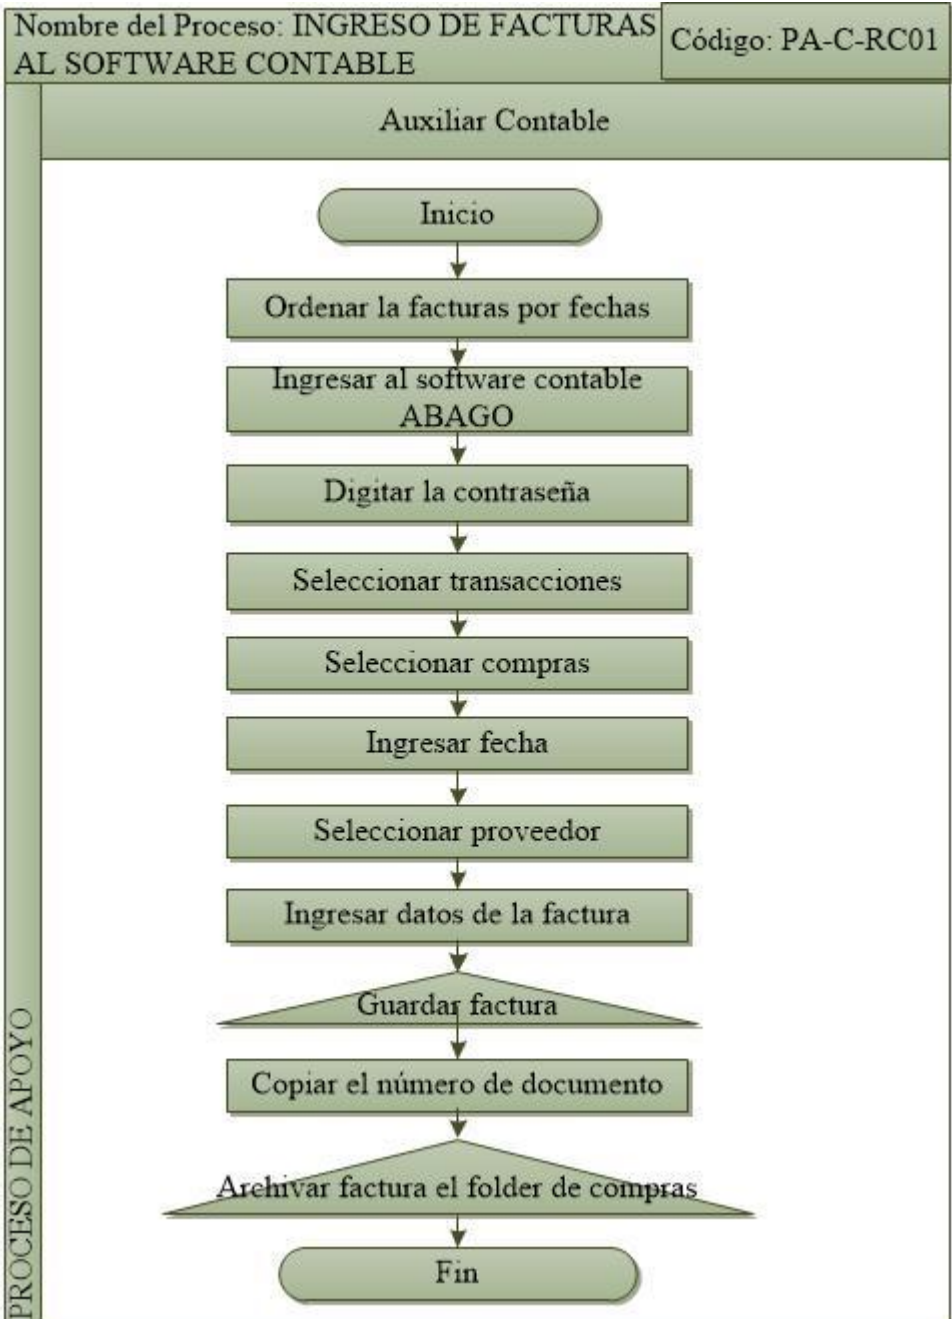 Nombre del Proceso: INGRESO DE FACTURAS
AL SOFTWARE CONTABLE
Código: PA-C-RC01
Auxiliar Contable
Inicio
Ordenar la facturas por fechas
Ingresar al software contable
ABAGO
Digitar la contraseña
Seleccionar transacciones
Seleccionar compras
Ingresar fecha
Seleccionar proveedor
Ingresar datos de la factura
Guardar factura
Copiar el número de documento
Archivar factura el folder de compras
Fin
PROCESO DE APOYO